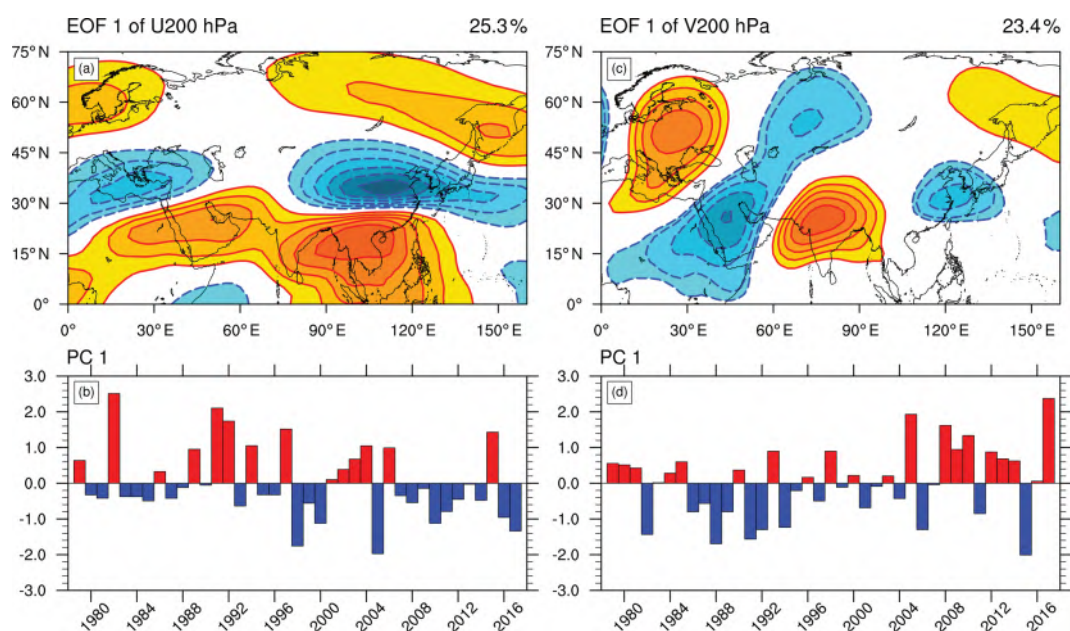 EOF 1 of U200 hPa 25.3 %
75° N
(a)
60° N
45° N
30° N
15° N
0°
0° 30° E 60° E 90° E 120° E 150° E
PC 1
3.0
(b)
2.0
1.0
0.0
-1.0
-2.0
-3.0
1980 1984 1988 1992 1996 2000 2004 2008 2012 2016
EOF 1 of V200 hPa 23.4 %
75° N
(c)
60° N
45° N
30° N
15° N
0°
0° 30° E 60° E 90° E 120° E 150° E
PC 1
3.0
(d)
2.0
1.0
0.0
-1.0
-2.0
-3.0
1980 1984 1988 1992 1996 2000 2004 2008 2012 2016